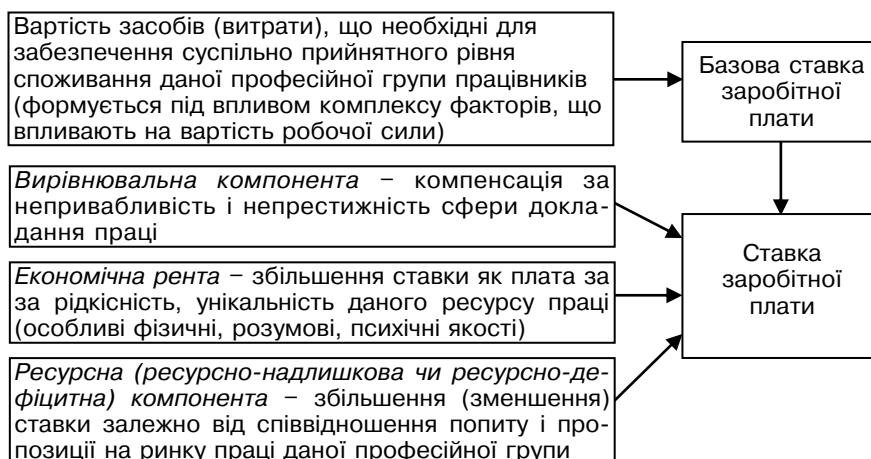 Вартість засобів (витрати), що необхідні для
забезпечення суспільно прийнятного рівня
споживання даної професійної групи працівників
(формується під впливом комплексу факторів, що
впливають на вартість робочої сили)
Базова ставка
заробітної
плати
Вирівнювальна компонента – компенсація за
непривабливість і непрестижність сфери докла-
дання праці
Економічна рента – збільшення ставки як плата за
за рідкісність, унікальність даного ресурсу праці
(особливі фізичні, розумові, психічні якості)
Ресурсна (ресурсно-надлишкова чи ресурсно-де-
фіцитна) компонента – збільшення (зменшення)
ставки залежно від співвідношення попиту і про-
позиції на ринку праці даної професійної групи
Ставка
заробітної
плати